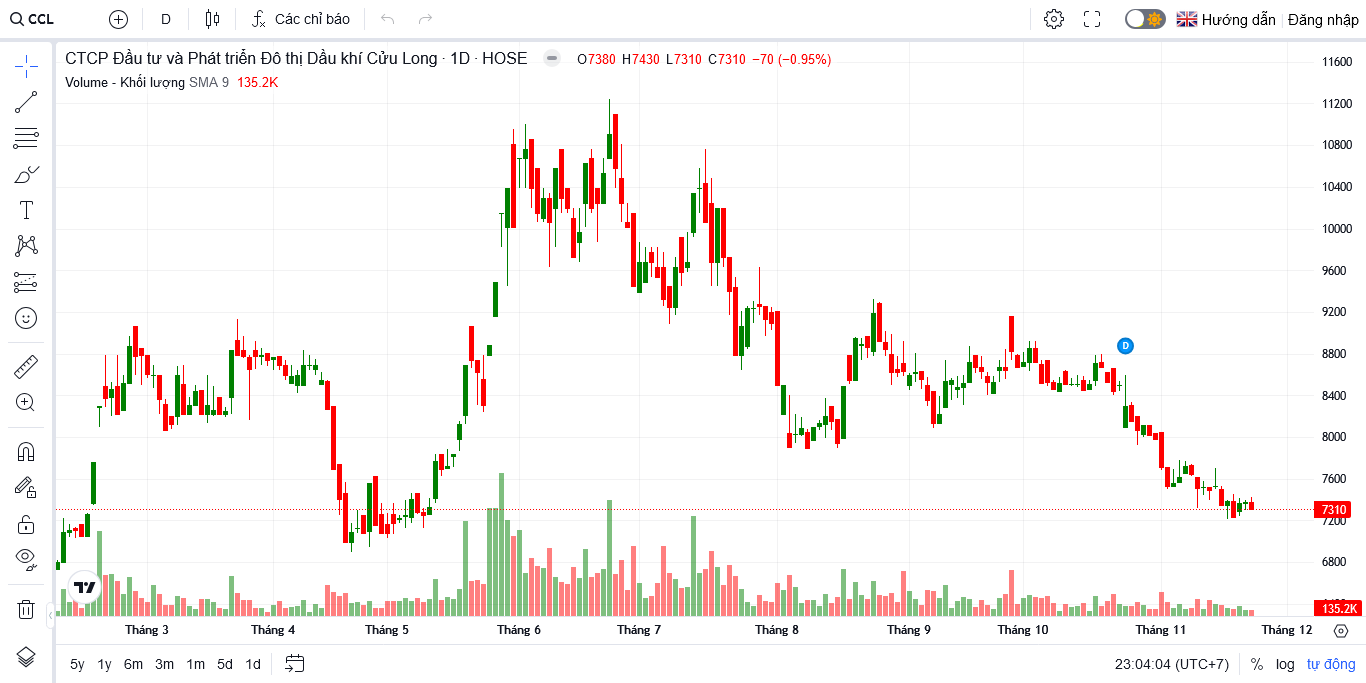 CCL D Các chỉ báo Hướng dẫn Đăng nhập
CTCP Đầu tư và Phát triển Đô thị Dầu khí Cửu Long · 1D · HOSE O7380 H7430 L7310 C7310 −70 (−0.95%)
Volume - Khối lượng SMA 9 135.2K
11600
11200
10800
10400
10000
9600
9200
8800
D
8400
8000
7600
7310
7200
6800
135.2K
Tháng 3 Tháng 4 Tháng 5 Tháng 6 Tháng 7 Tháng 8 Tháng 9 Tháng 10 Tháng 11 Tháng 12
5y 1y 6m 3m 1m 5d 1d 23:04:04 (UTC+7) % log tự động